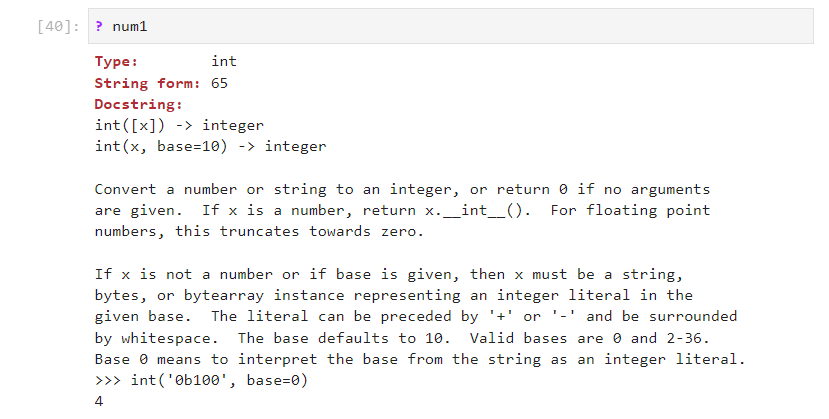 [40]: ? num1
Type: int
String form: 65
Docstring:
int([x]) -> integer
int(x, base=10) -> integer
Convert a number or string to an integer, or return 0 if no arguments
are given.  If x is a number, return x.__int__().  For floating point
numbers, this truncates towards zero.
If x is not a number or if base is given, then x must be a string,
bytes, or bytearray instance representing an integer literal in the
given base.  The literal can be preceded by '+' or '-' and be surrounded
by whitespace.  The base defaults to 10.  Valid bases are 0 and 2-36.
Base 0 means to interpret the base from the string as an integer literal.
>>> int('0b100', base=0)
4